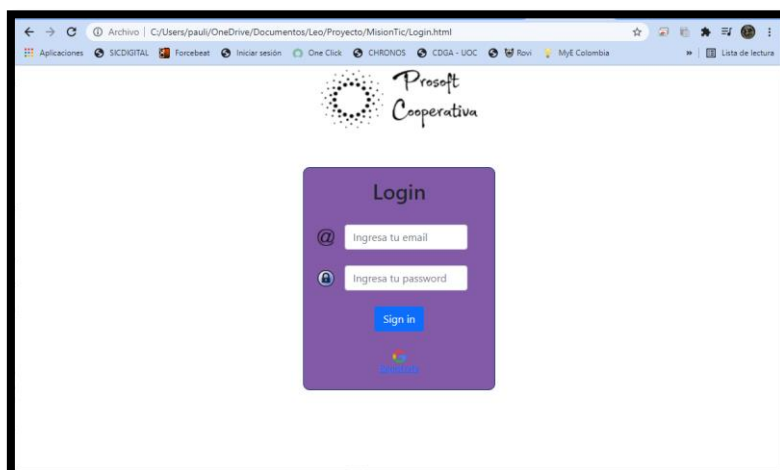 Archivo | C:/Users/pauli/OneDrive/Documentos/Leo/Proyecto/MisionTic/Login.html
Aplicaciones SICDIGITAL Forcebeat Iniciar sesión One Click CHRONOS CDGA - UOC Rovi MyE Colombia » Lista de lectura
Prosoft
Cooperativa
Login
@ Ingresa tu email
Ingresa tu password
Sign in